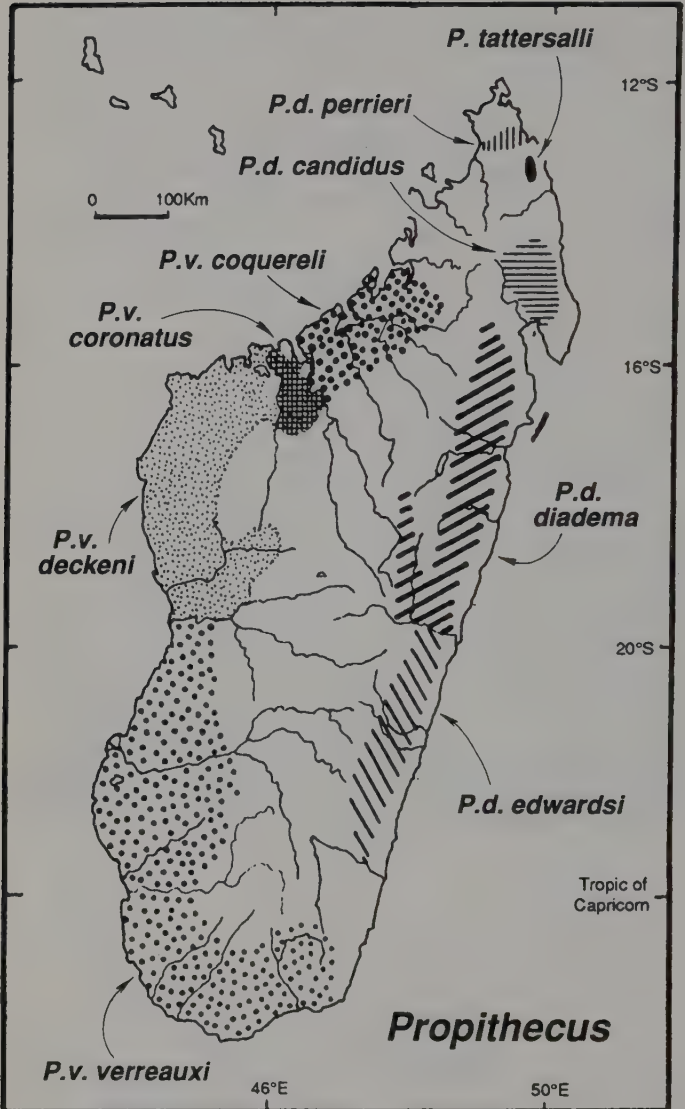 P. tattersalli
12°S
P.d. perrieri
P.d. candidus
0 100Km
P.v. coquereli
P.v.
coronatus
16°S
P.d.
diadema
P.v.
deckeni
20°S
P.d. edwardsi
Tropic of
Capricorn
Propithecus
P.v. verreauxi
46°E
50°E